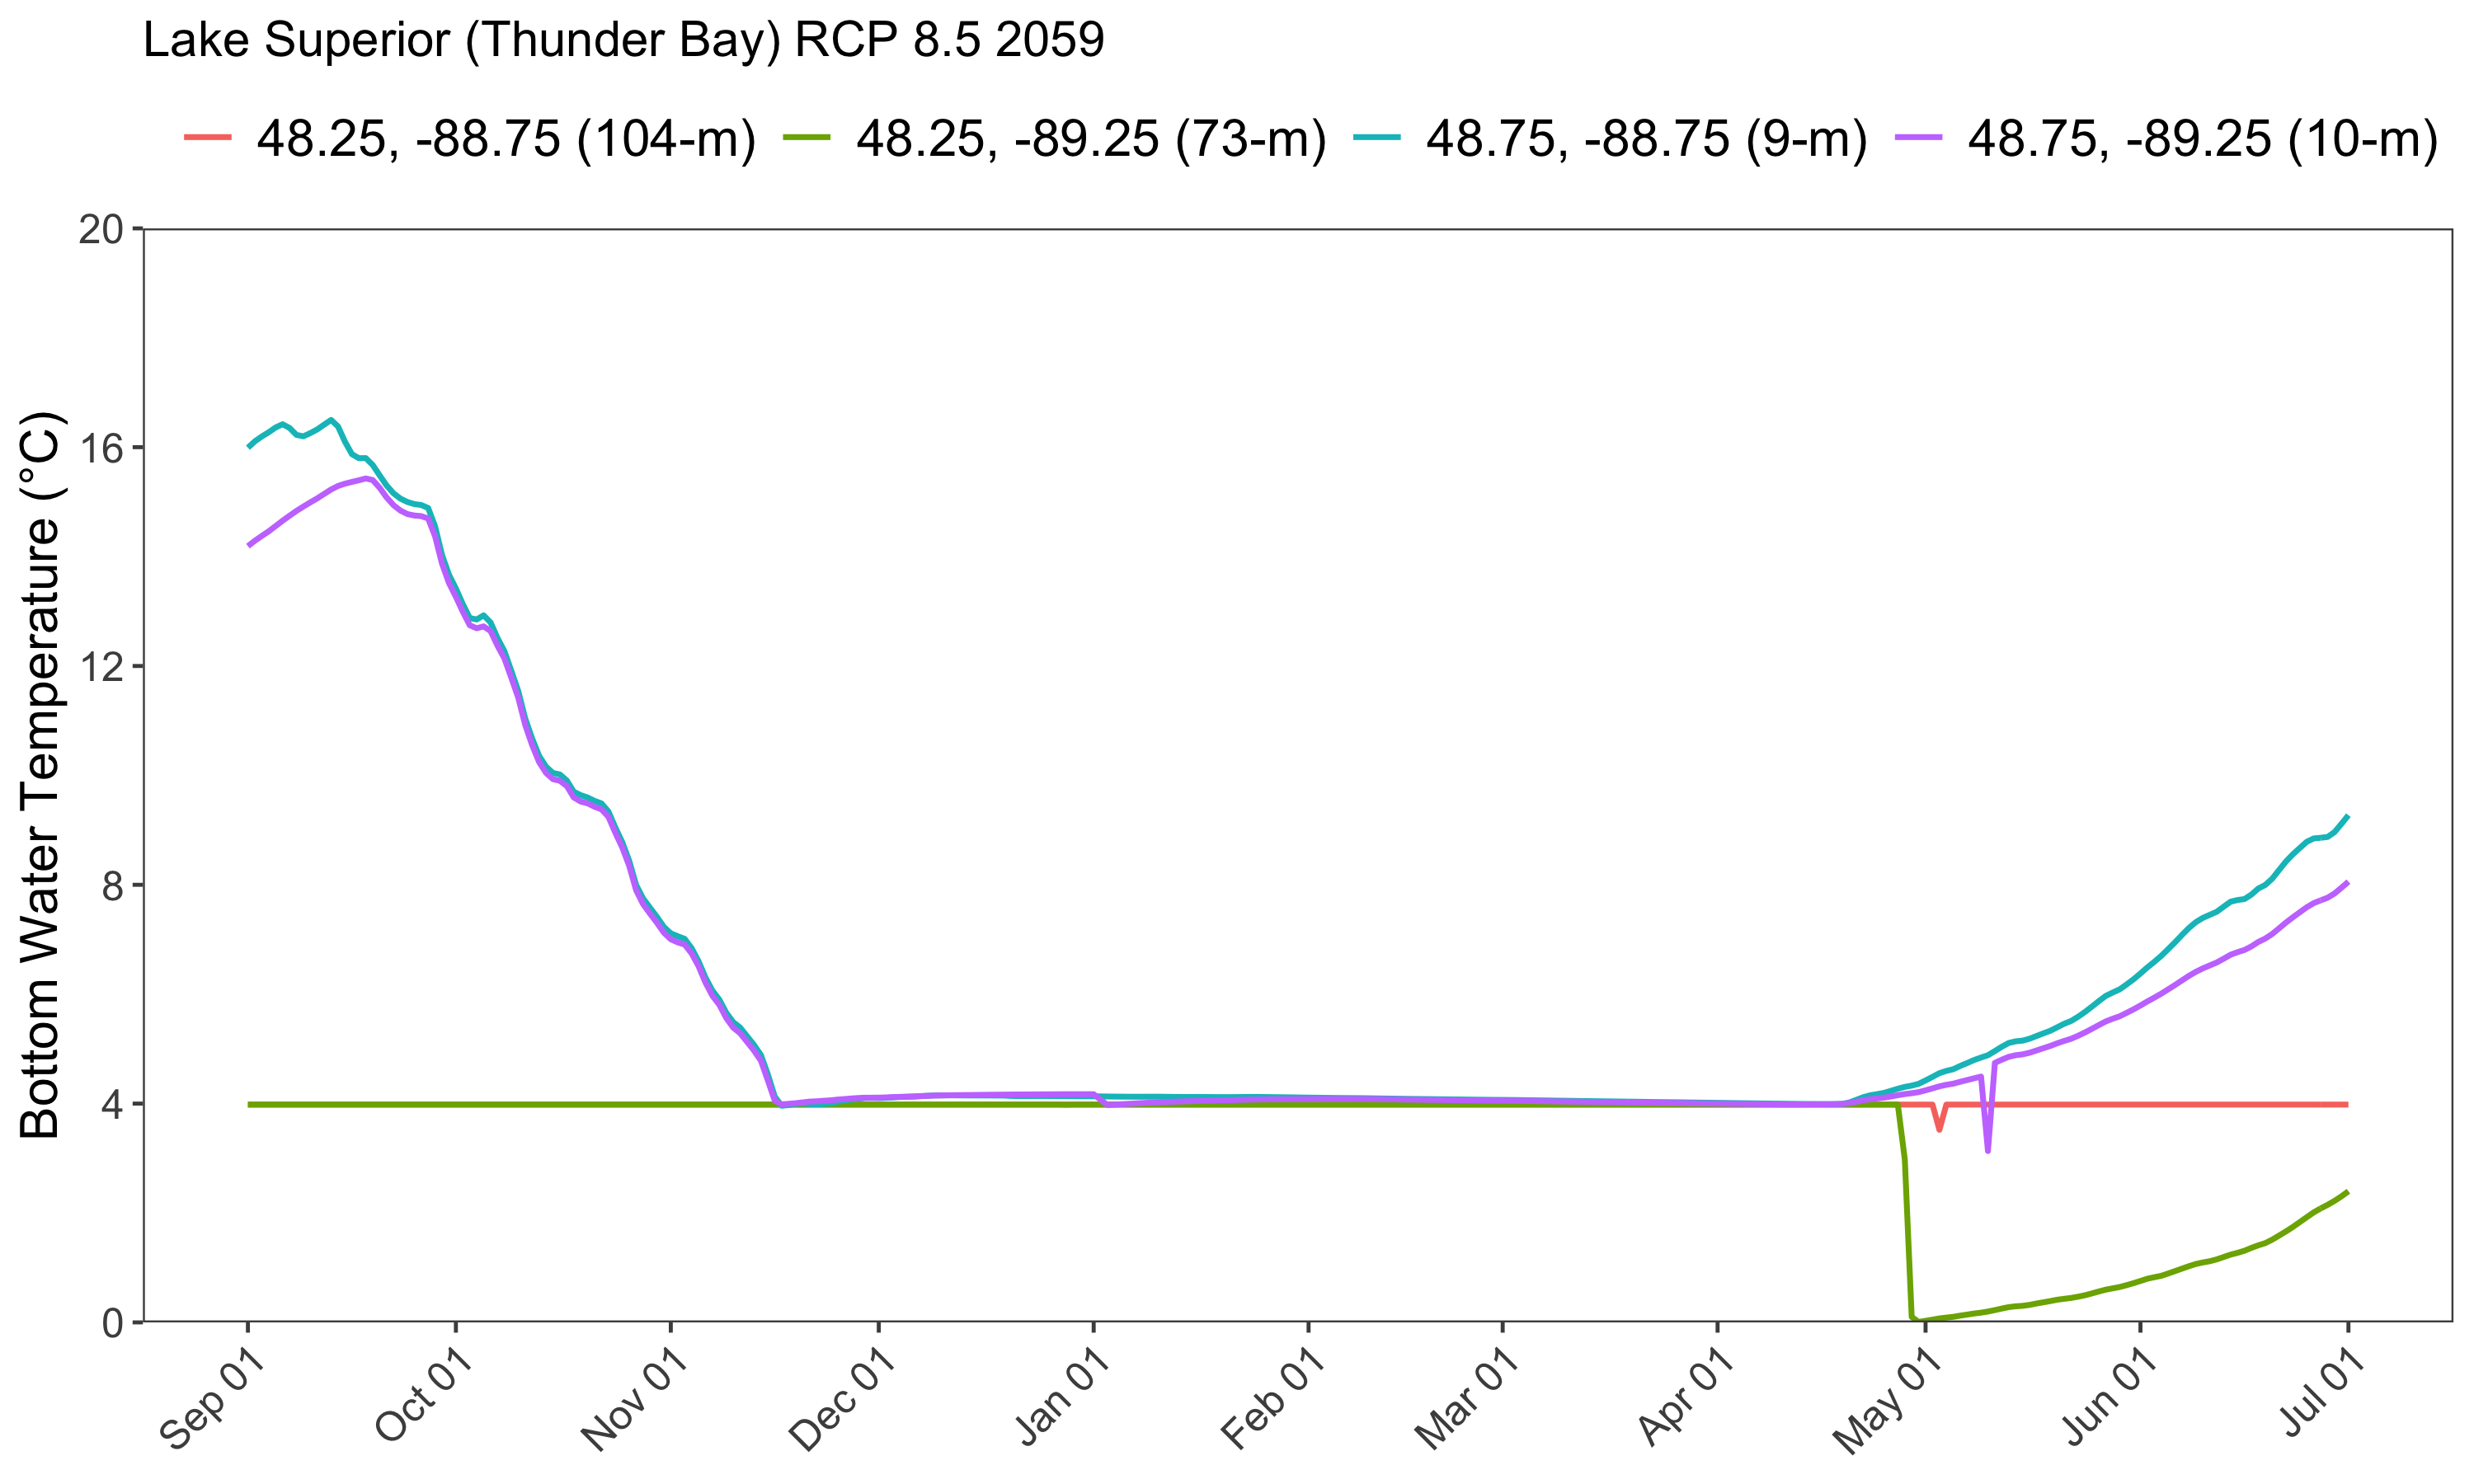 Lake Superior (Thunder Bay) RCP 8.5 2059
48.25, -88.75 (104-m) 48.25, -89.25 (73-m) 48.75, -88.75 (9-m) 48.75, -89.25 (10-m)
Bottom Water Temperature (°C)
20
16
12
8
4
0
Sep 01 Oct 01 Nov 01 Dec 01 Jan 01 Feb 01 Mar 01 Apr 01 May 01 Jun 01 Jul 01